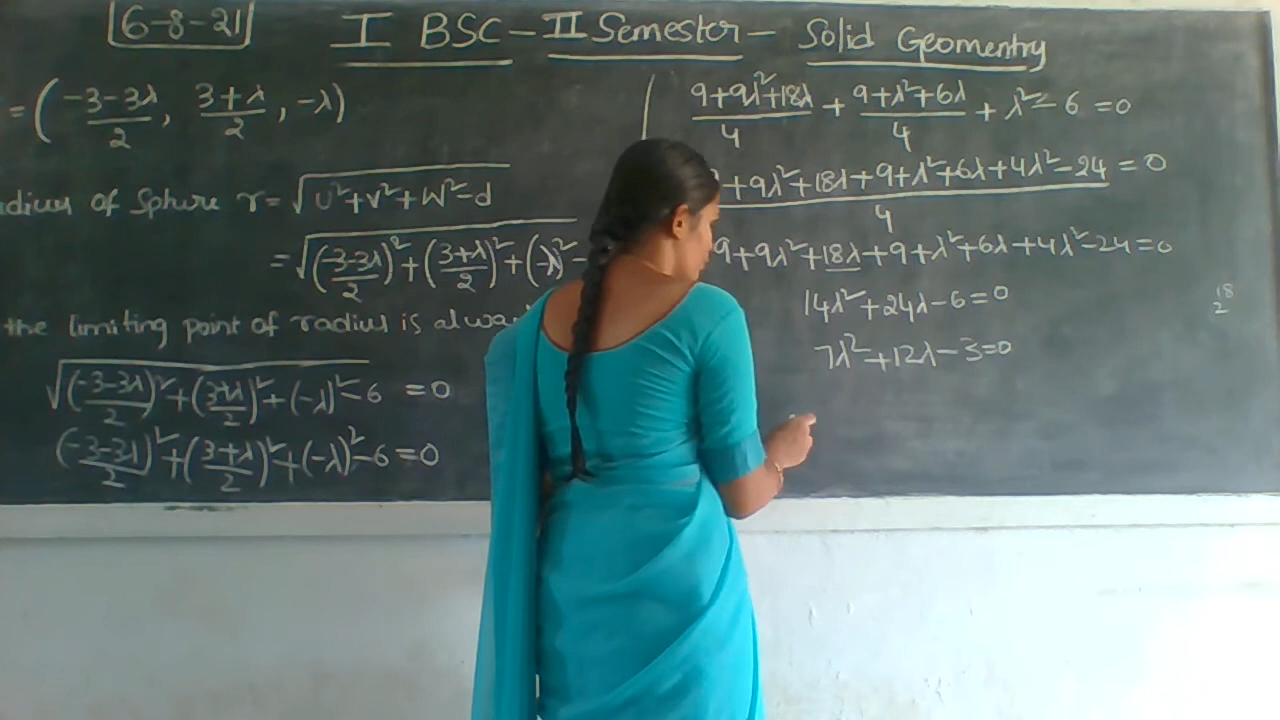 6-8-21
I BSC - II Semester - Solid Geomentry
= (-3-3λ/2, 3+λ/2, -λ)
of Sphere r = √u²+v²+w²-d
= √(-3-3λ/2)²+(3+λ/2)²+(-λ)²-
the limiting point of radius is
√(-3-3λ/2)²+(3+λ/2)²+(-λ)²-6 = 0
(-3-3λ/2)²+(3+λ/2)²+(-λ)²-6 = 0
9+9λ²+18λ/4 + 9+λ²+6λ/4 + λ²-6 = 0
+9λ²+18λ+9+λ²+6λ+4λ²-24/4 = 0
9+9λ²+18λ+9+λ²+6λ+4λ²-24=0
14λ²+24λ-6=0
7λ²+12λ-3=0
18
2